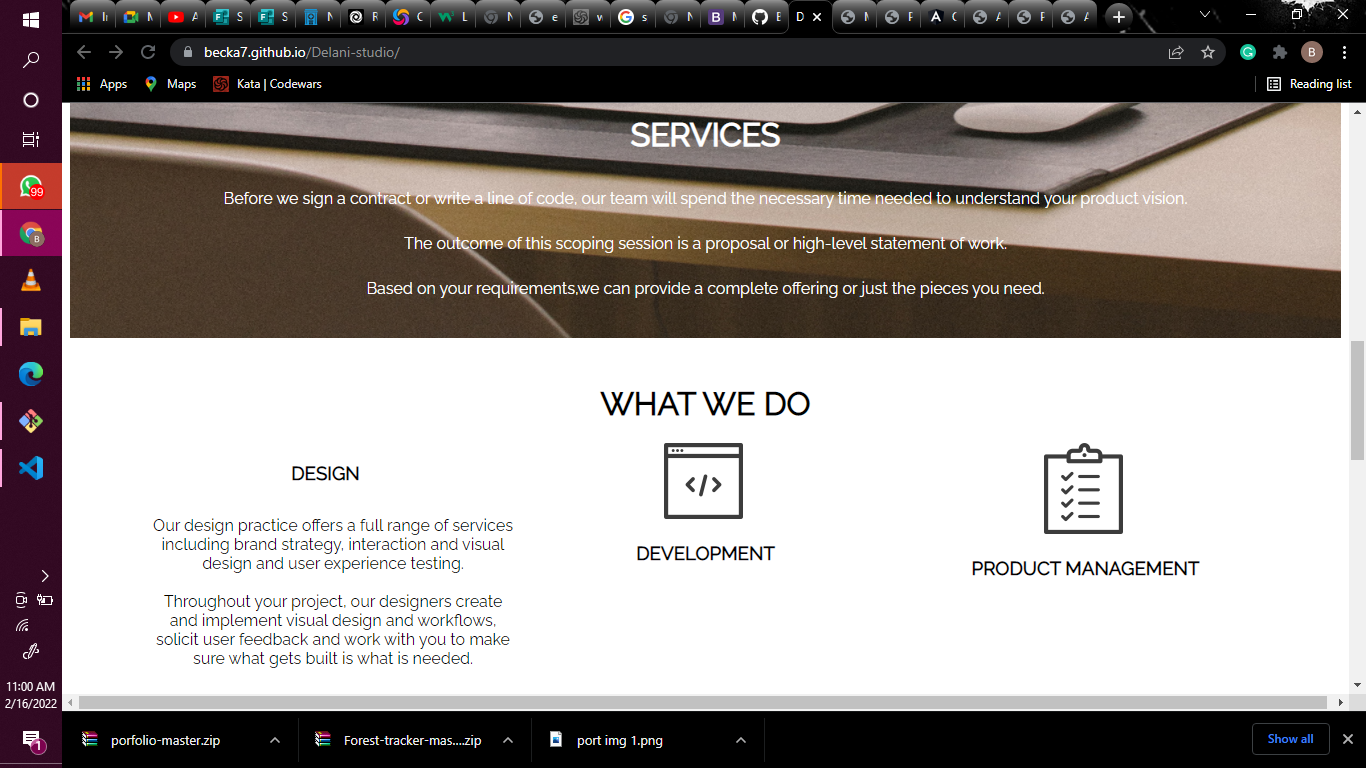 becka7.github.io/Delani-studio/
B
Apps
Maps
Kata | Codewars
Reading list
SERVICES
Before we sign a contract or write a line of code, our team will spend the necessary time needed to understand your product vision.
The outcome of this scoping session is a proposal or high-level statement of work.
Based on your requirements,we can provide a complete offering or just the pieces you need.
WHAT WE DO
DESIGN
Our design practice offers a full range of services
including brand strategy, interaction and visual
design and user experience testing.
Throughout your project, our designers create
and implement visual design and workflows,
solicit user feedback and work with you to make
sure what gets built is what is needed.
</>
DEVELOPMENT
PRODUCT MANAGEMENT
99
B
11:00 AM
2/16/2022
1
porfolio-master.zip
Forest-tracker-mas....zip
port img 1.png
Show all